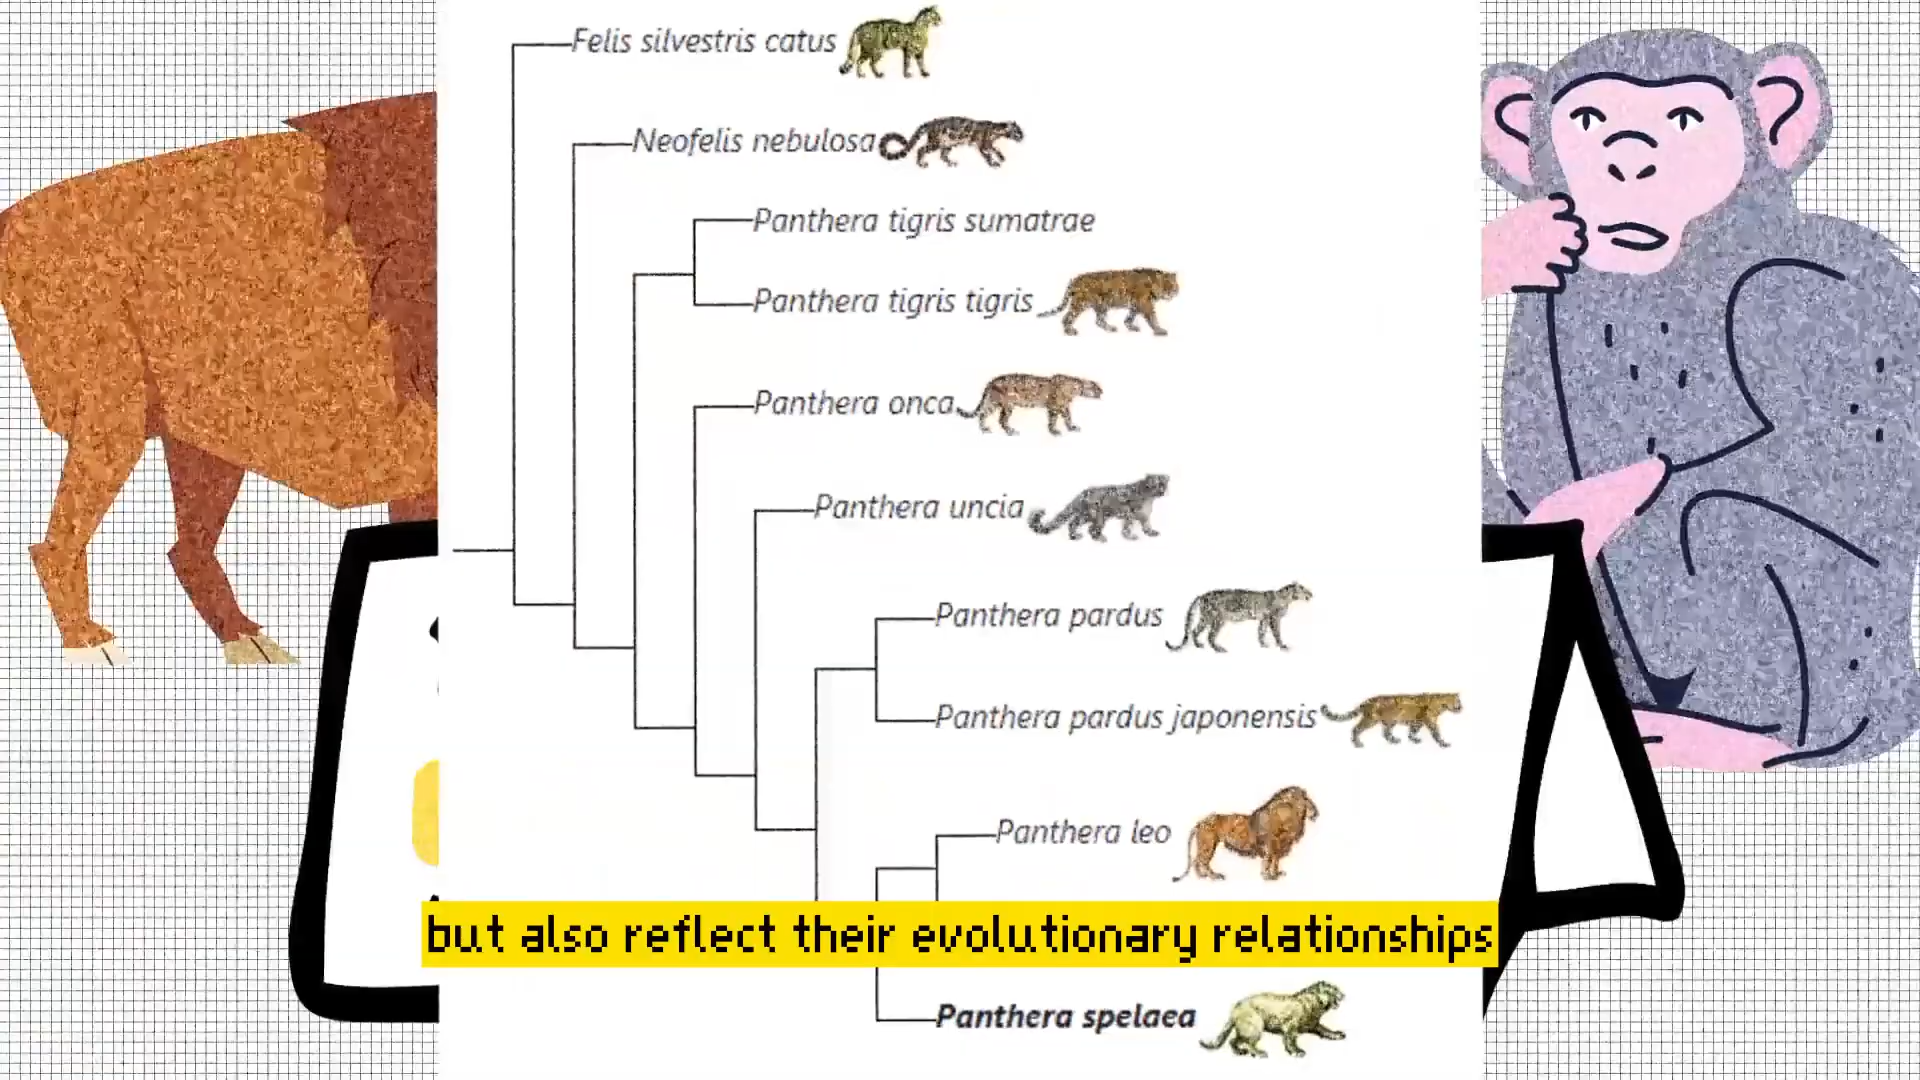 Felis silvestris catus
Neofelis nebulosa
Panthera tigris sumatrae
Panthera tigris tigris
Panthera onca
Panthera uncia
Panthera pardus
Panthera pardus japonensis
Panthera leo
but also reflect their evolutionary relationships
Panthera spelaea